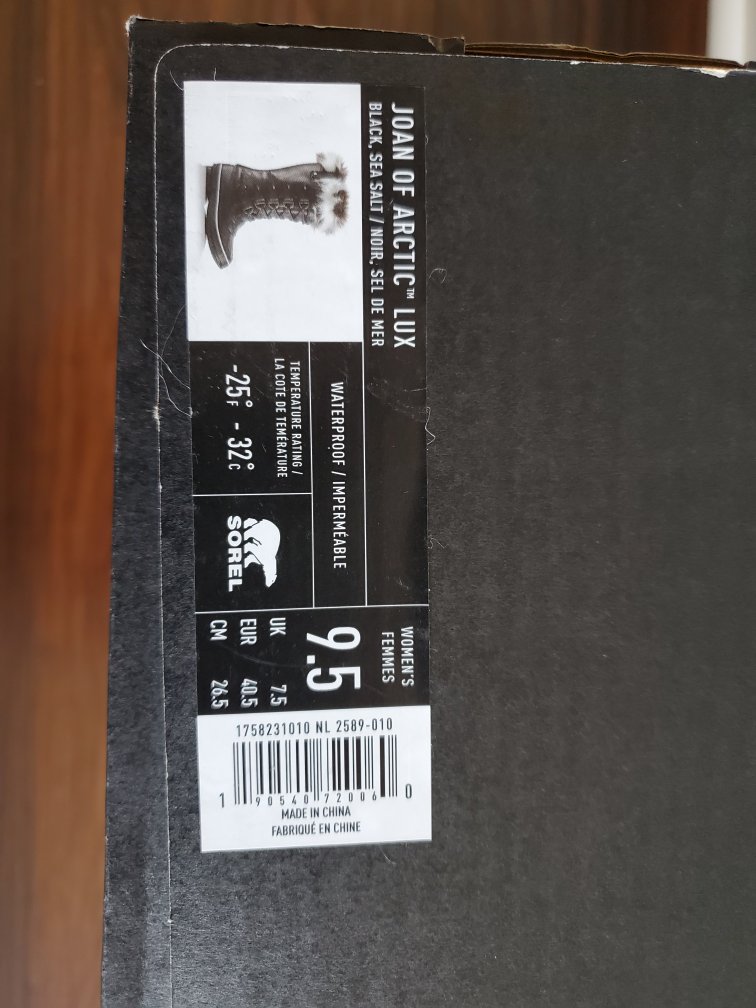 JOAN OF ARCTIC™ LUX
BLACK, SEA SALT / NOIR, SEL DE MER
WATERPROOF / IMPERMÉABLE
TEMPERATURE RATING /
LA COTE DE TEMÉRATURE
-25°F - 32°C
SOREL
WOMEN'S
FEMMES
9.5
UK 7.5
EUR 40.5
CM 26.5
1758231010 NL 2589-010
1 90540 72006 0
MADE IN CHINA
FABRIQUÉ EN CHINE